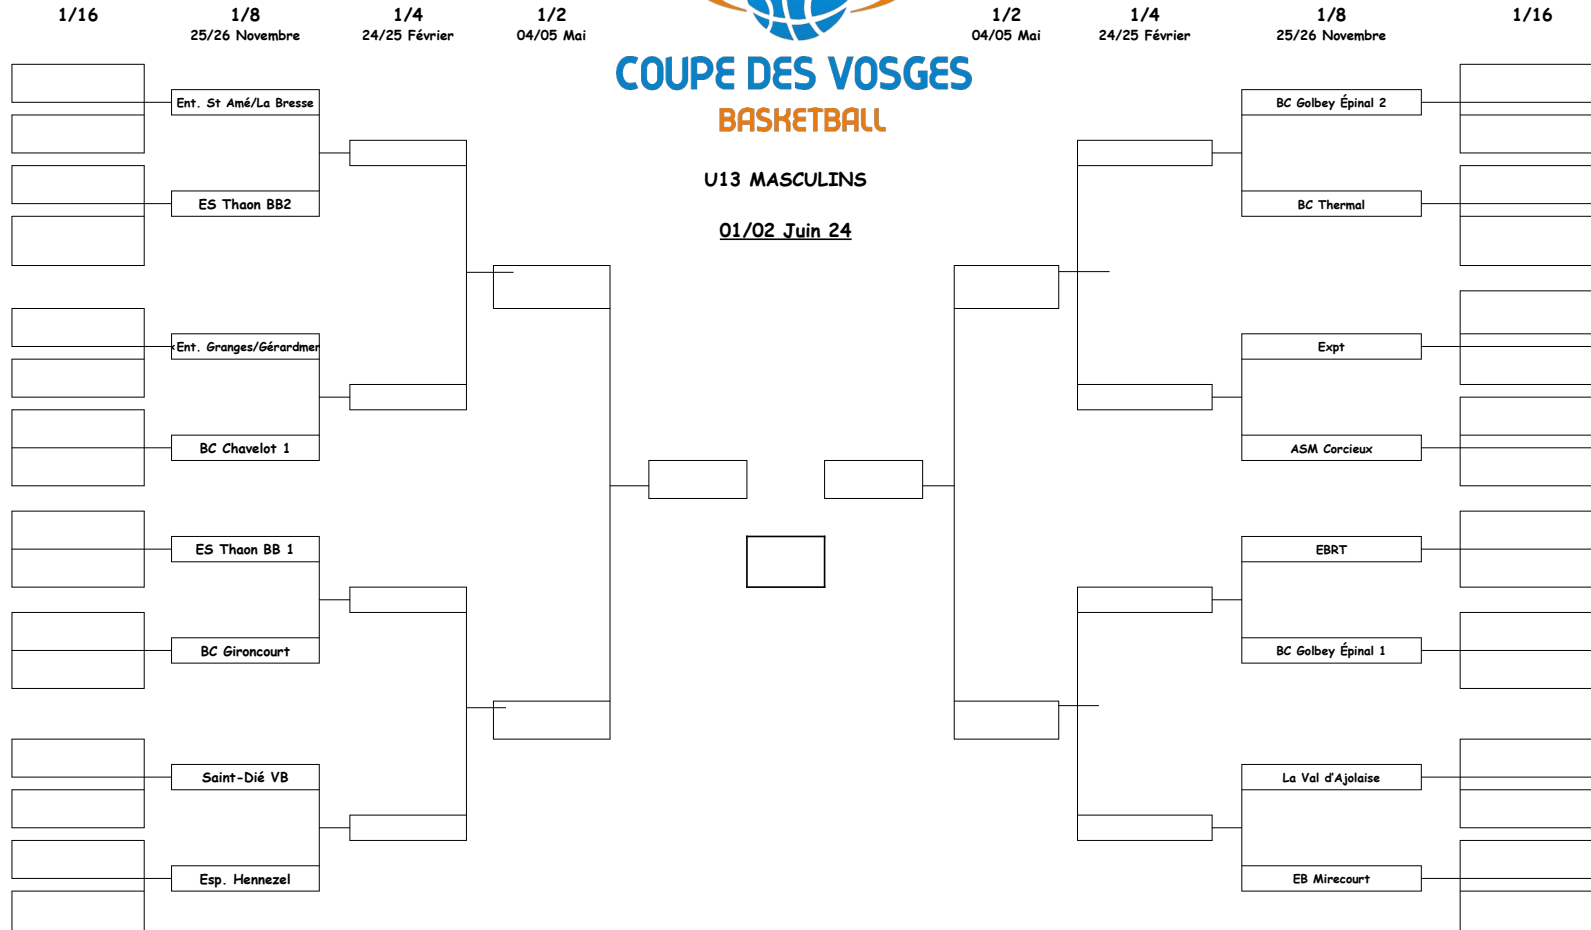 1/16
1/8
1/4
1/2
1/2
1/4
1/8
1/16
25/26 Novembre
24/25 Février
04/05 Mai
04/05 Mai
24/25 Février
25/26 Novembre
COUPE DES VOSGES
BASKETBALL
U13 MASCULINS
01/02 Juin 24
Ent. St Amé/La Bresse
ES Thaon BB2
Ent. Granges/Gérardmer
BC Chavelot 1
ES Thaon BB 1
BC Gironcourt
Saint-Dié VB
Esp. Hennezel
BC Golbey Épinal 2
BC Thermal
Expt
ASM Corcieux
EBRT
BC Golbey Épinal 1
La Val d'Ajolaise
EB Mirecourt